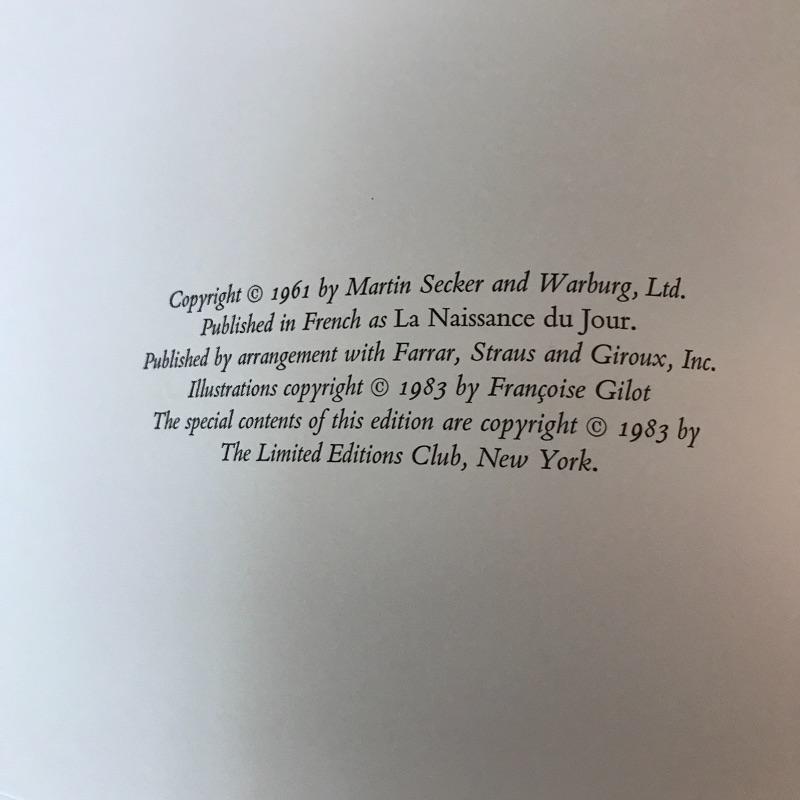 Copyright © 1961 by Martin Secker and Warburg, Ltd.
Published in French as La Naissance du Jour.
Published by arrangement with Farrar, Straus and Giroux, Inc.
Illustrations copyright © 1983 by Françoise Gilot
The special contents of this edition are copyright © 1983 by
The Limited Editions Club, New York.